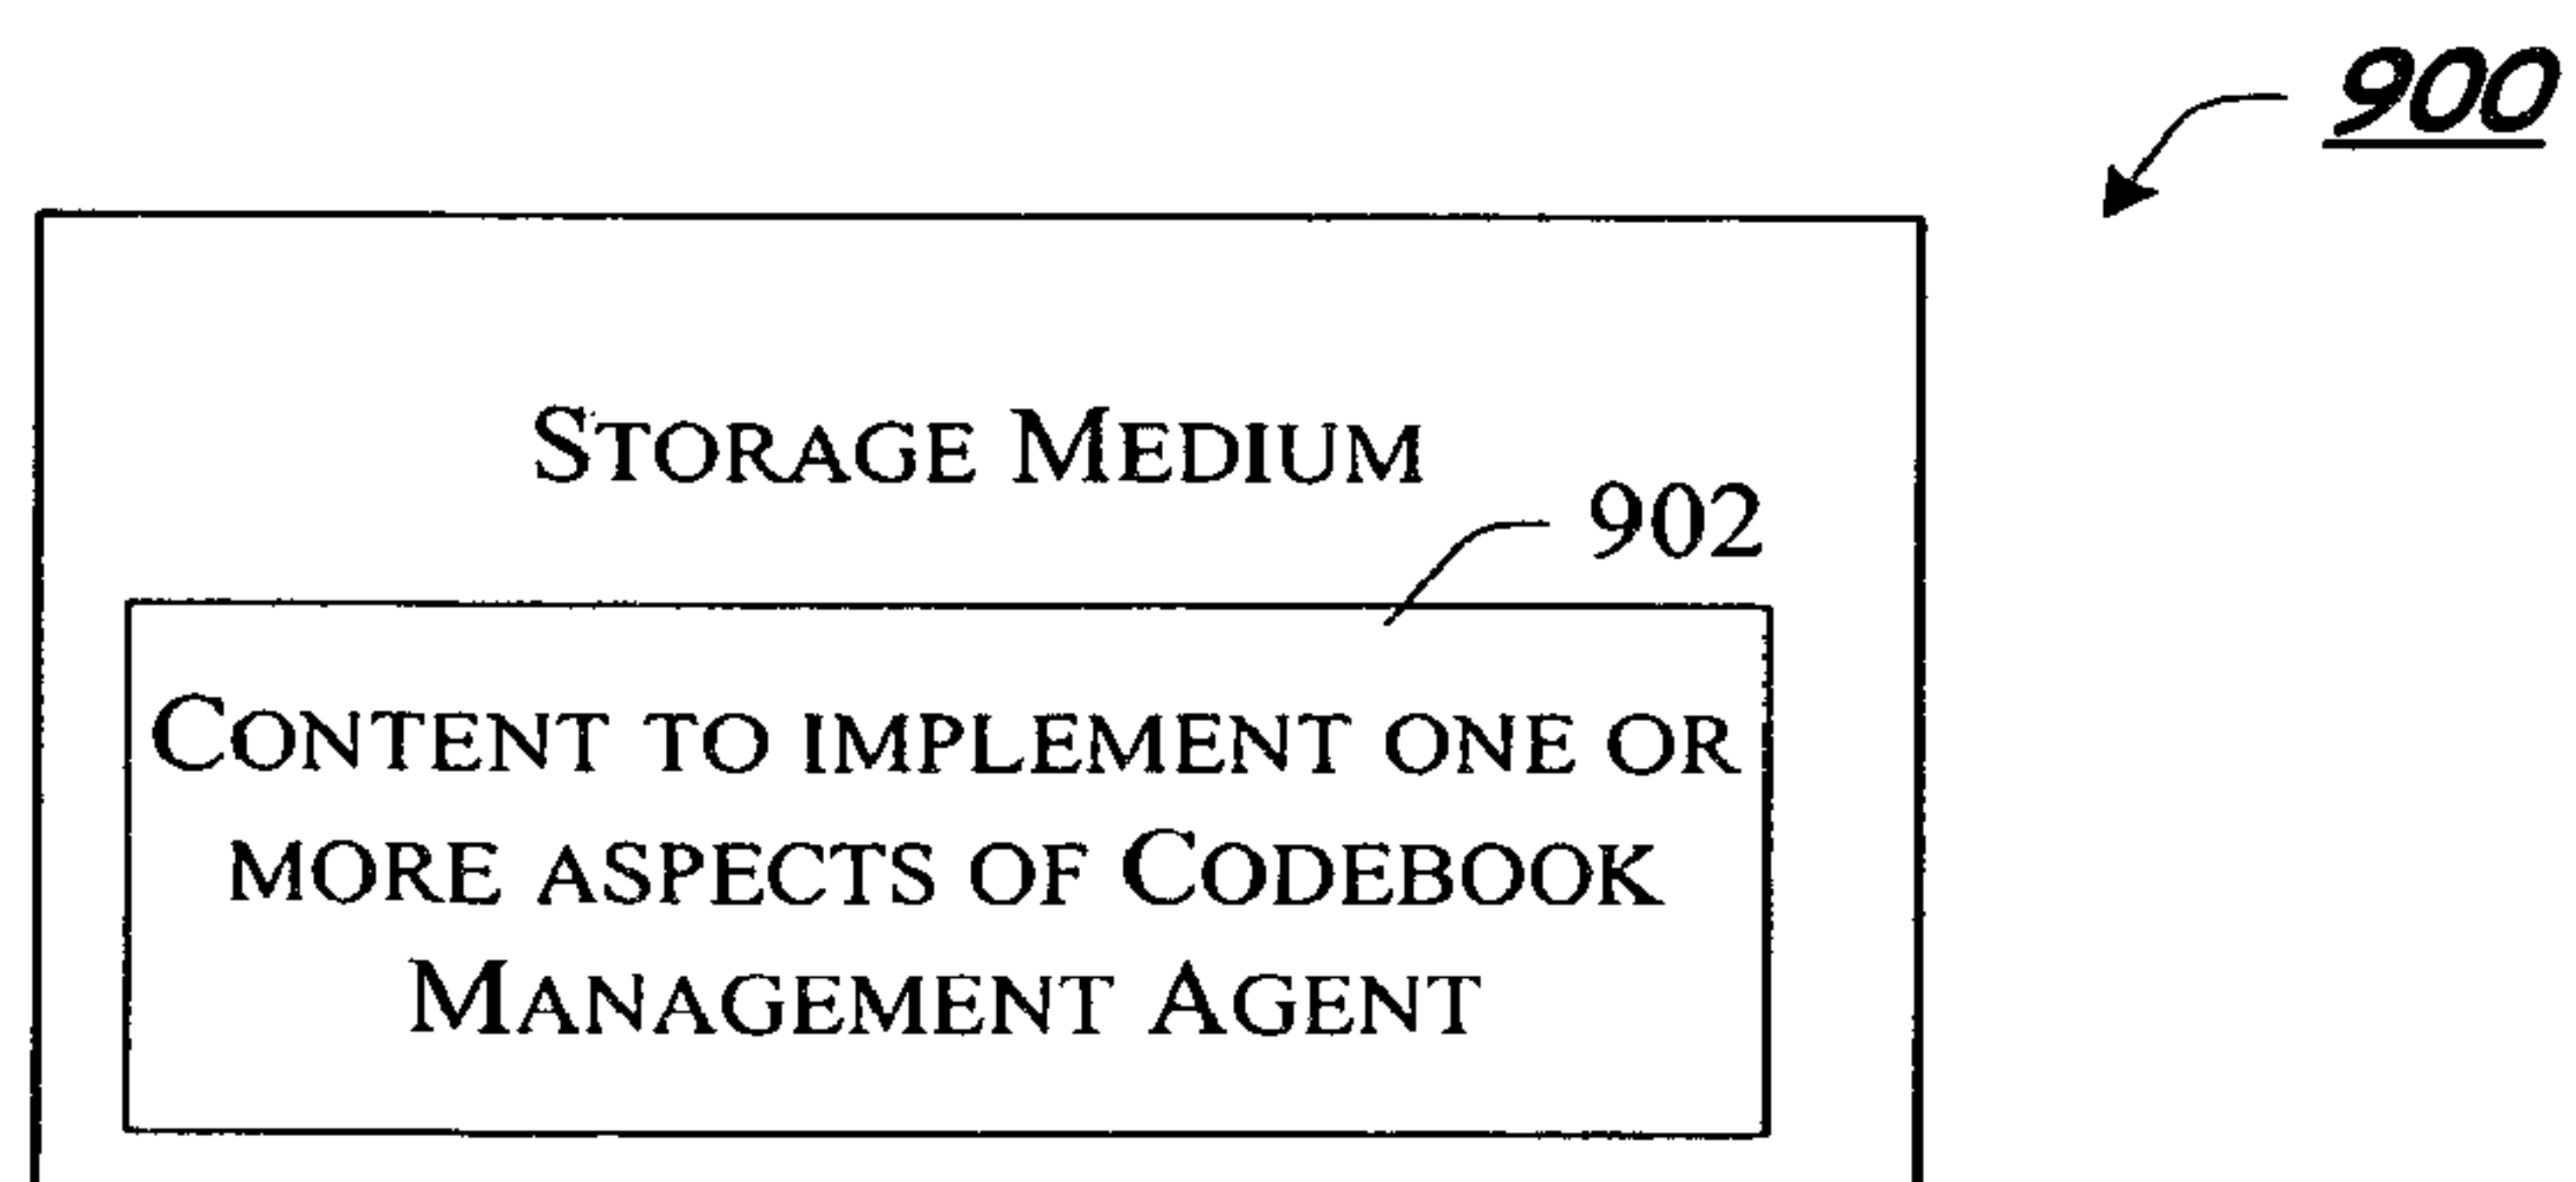 900
STORAGE MEDIUM
902
CONTENT TO IMPLEMENT ONE OR
MORE ASPECTS OF CODEBOOK
MANAGEMENT AGENT